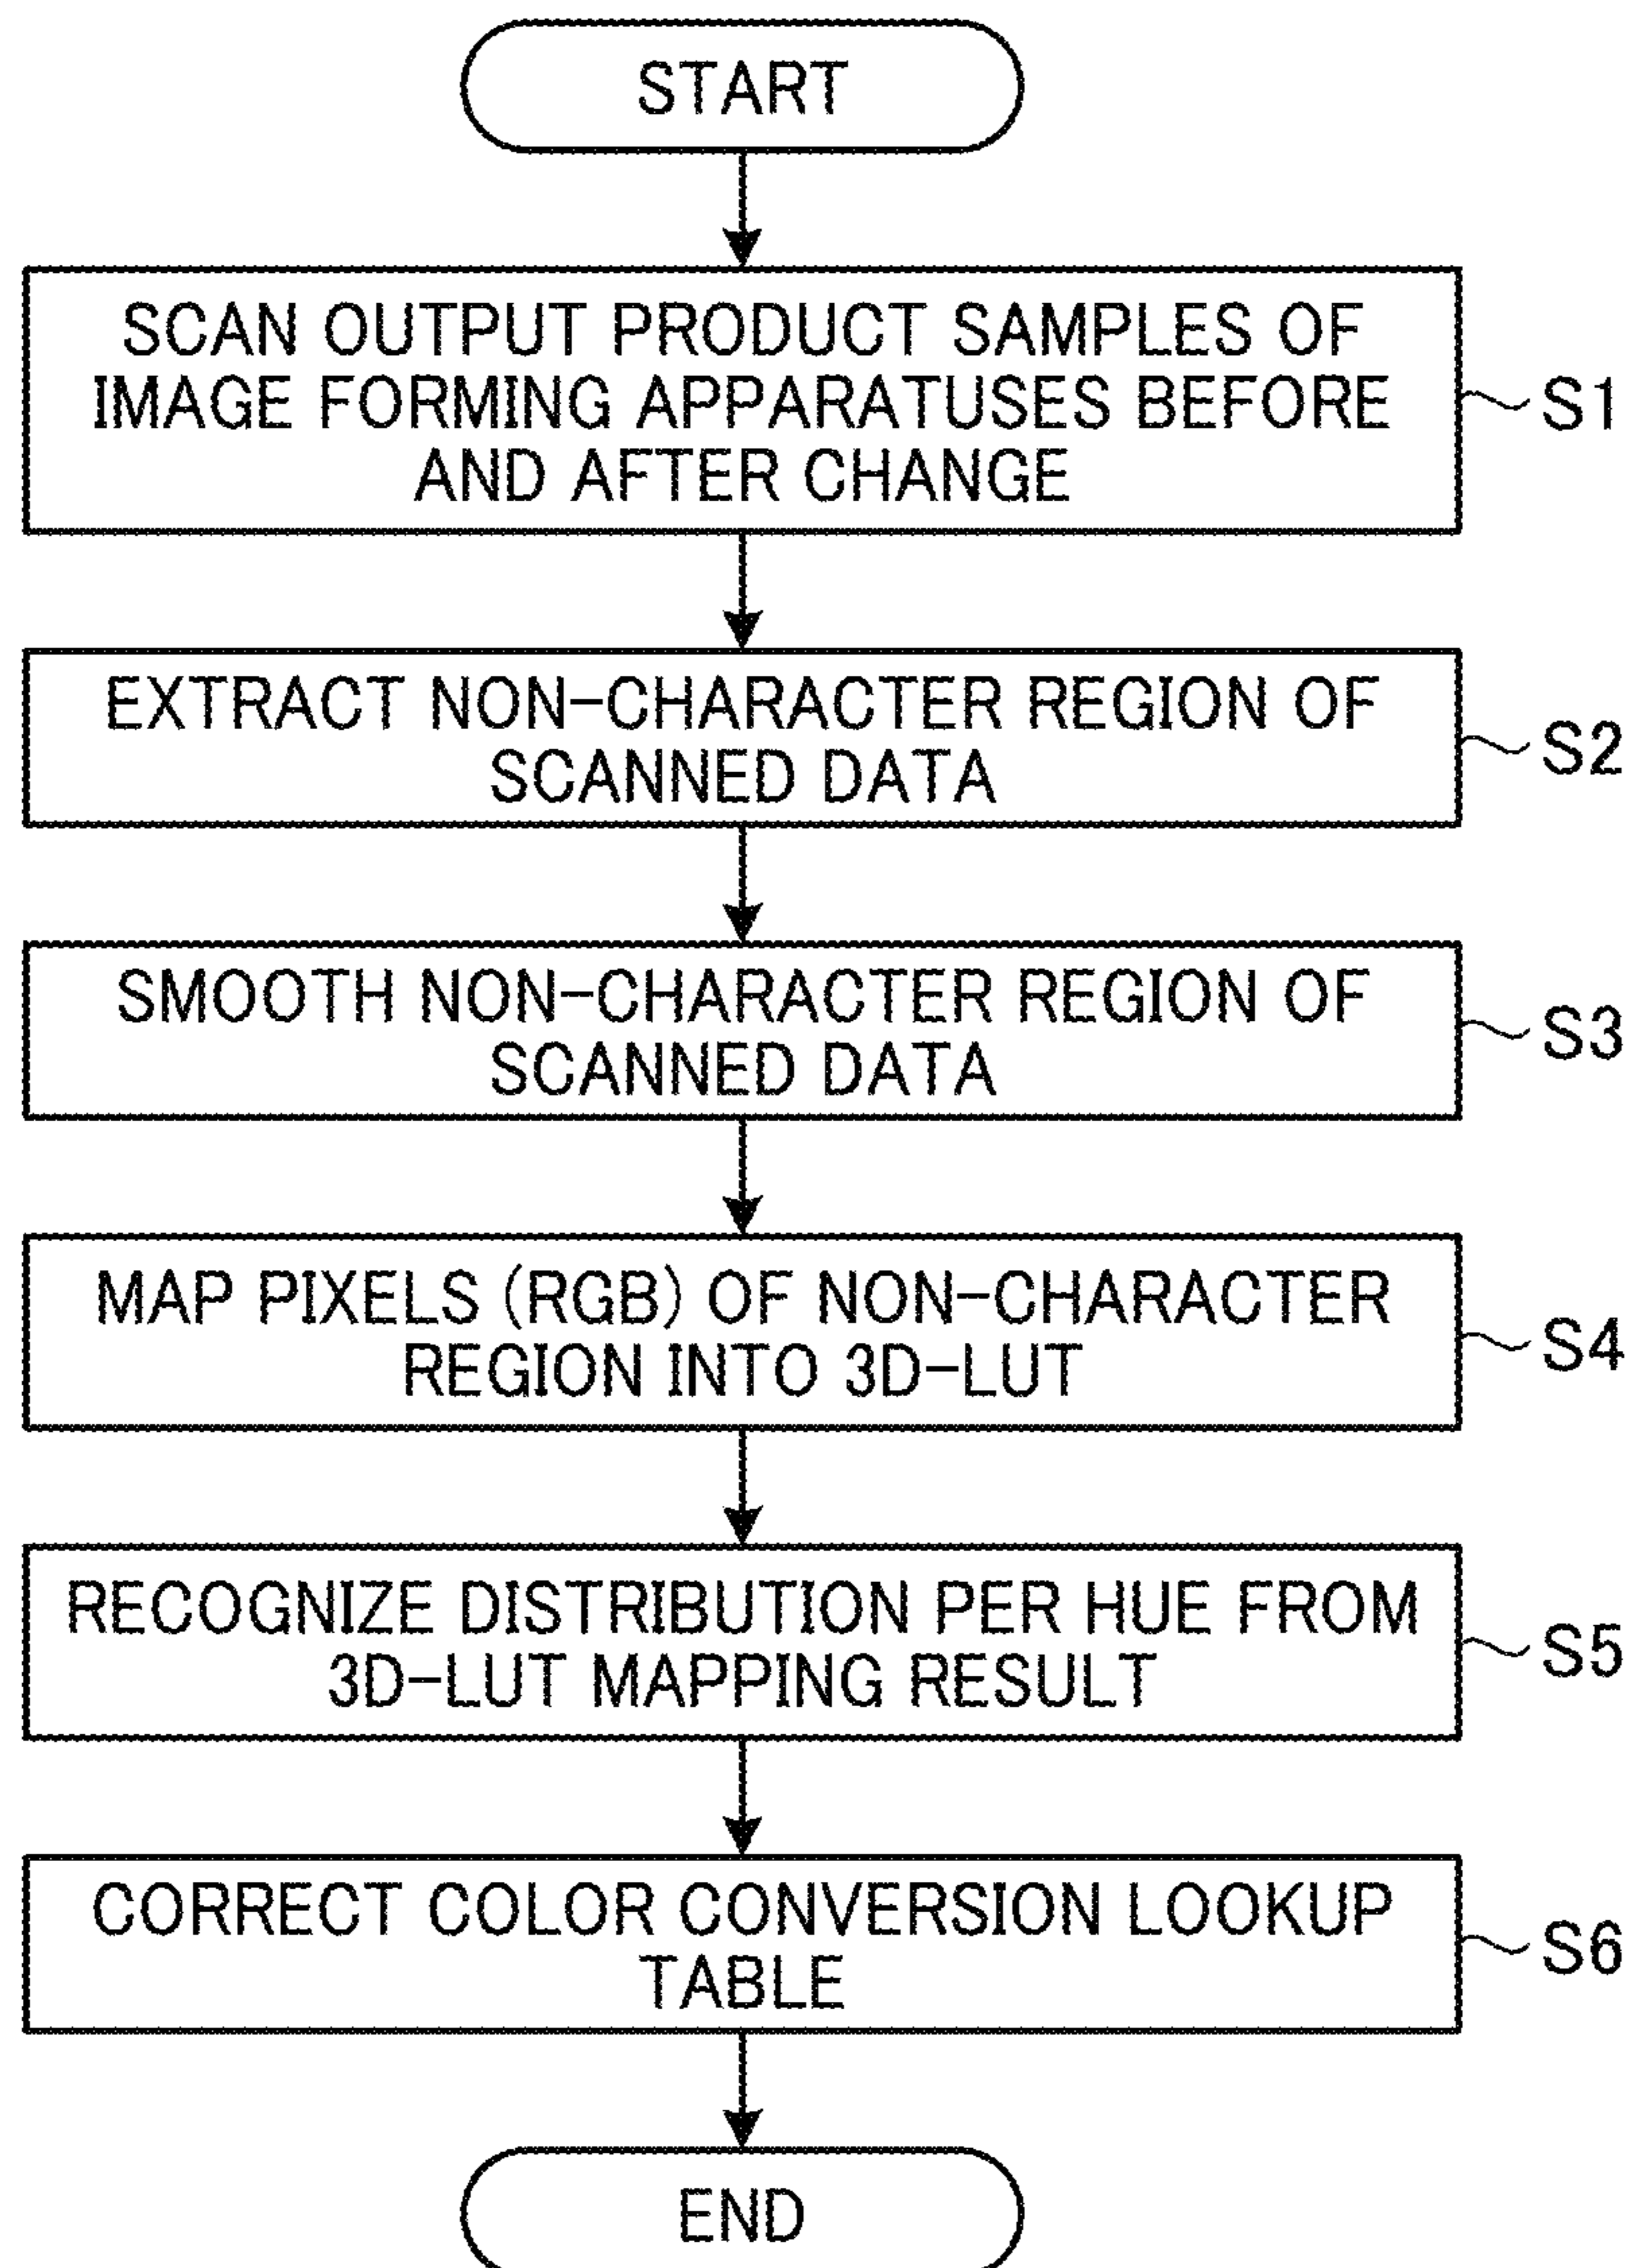 START
SCAN OUTPUT PRODUCT SAMPLES OF
IMAGE FORMING APPARATUSES BEFORE
AND AFTER CHANGE
S1
EXTRACT NON-CHARACTER REGION OF
SCANNED DATA
S2
SMOOTH NON-CHARACTER REGION OF
SCANNED DATA
S3
MAP PIXELS (RGB) OF NON-CHARACTER
REGION INTO 3D-LUT
S4
RECOGNIZE DISTRIBUTION PER HUE FROM
3D-LUT MAPPING RESULT
S5
CORRECT COLOR CONVERSION LOOKUP
TABLE
S6
END